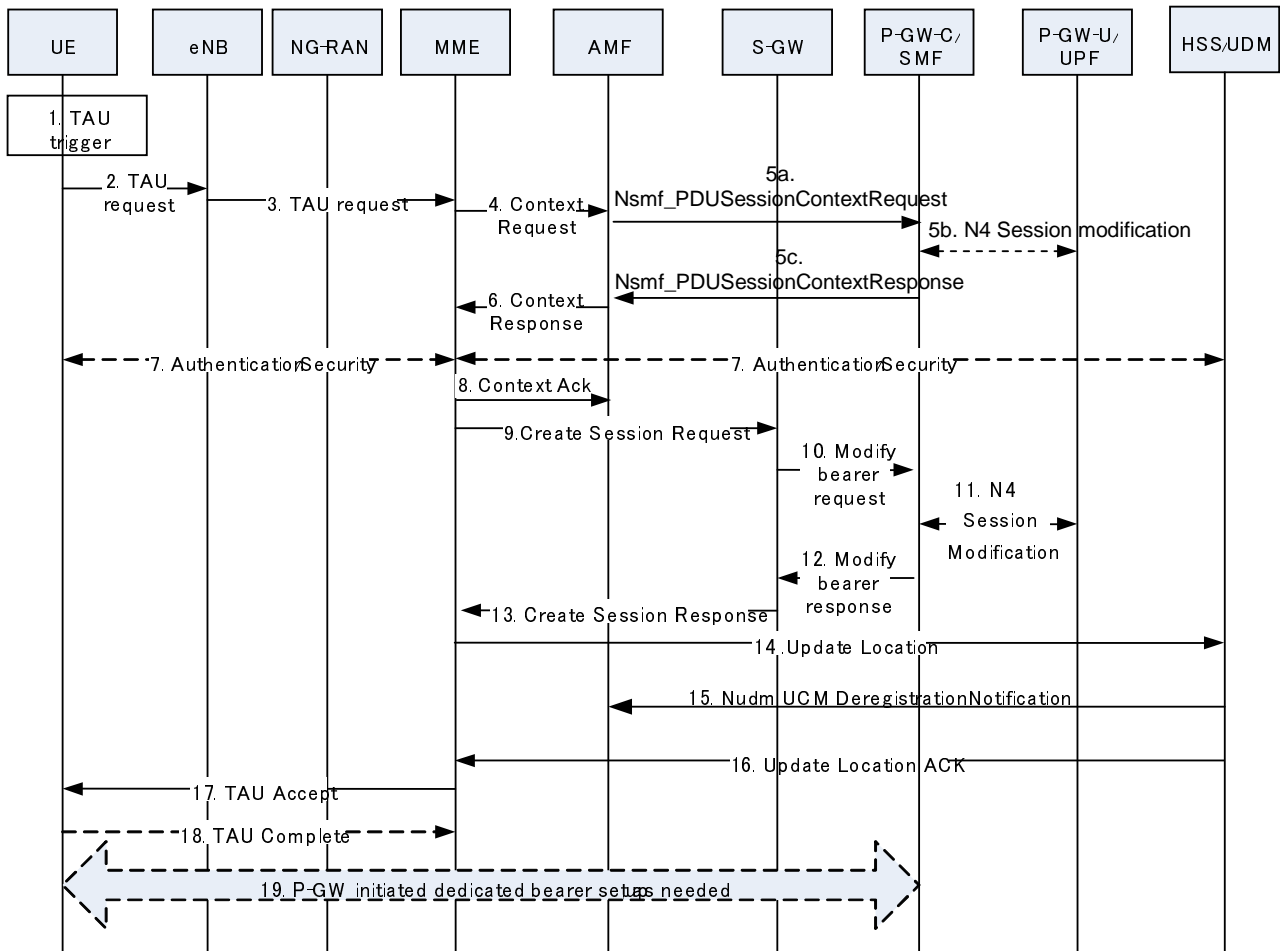 UE
eNB
NG-RAN
MME
AMF
S-GW
P-GW-C/
SMF
P-GW-U/
UPF
HSS/UDM
1. TAU
trigger
2. TAU
request
3. TAU request
4. Context
Request
5a.
Nsmf_PDUSessionContextRequest
5b. N4 Session modification
5c.
Nsmf_PDUSessionContextResponse
6. Context
Response
7. Authentication/Security
7. Authentication/Security
8. Context Ack
9.Create Session Request
10. Modify
bearer
request
11. N4
Session
Modification
12. Modify
bearer
response
13. Create Session Response
14.Update Location
15. Nudm_UCM_DeregistrationNotification
16. Update Location ACK
17. TAU Accept
18. TAU Complete
19. P-GW initiated dedicated bearer setup as needed